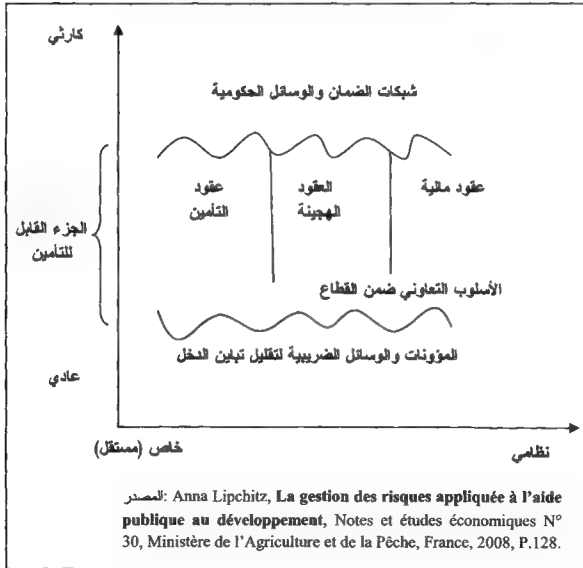 كارثي
شبكات الضمان والوسائل الحكومية
عقود التأمين
العقود الهجينة
عقود مالية
الجزء القابل للتأمين
الأسلوب التعاوني ضمن القطاع
المؤونات والوسائل الضريبية لتقليل تباين الدخل
عادي
خاص (مستقل)
نظامي
المصدر: Anna Lipchitz, La gestion des risques appliquée à l'aide
publique au développement, Notes et études économiques N°
30, Ministère de l'Agriculture et de la Pêche, France, 2008, P.128.